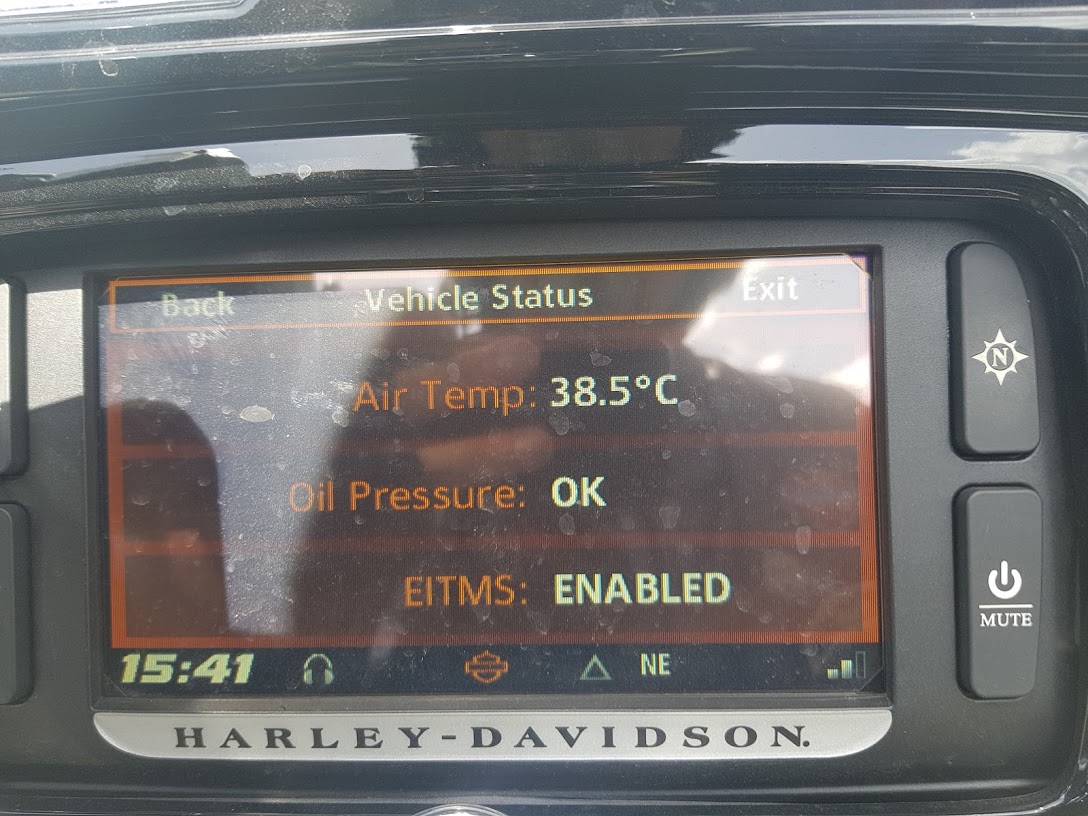 Back Vehicle Status Exit
Air Temp: 38.5°C
Oil Pressure: OK
EITMS: ENABLED
15:41 NE
N
MUTE
HARLEY-DAVIDSON.